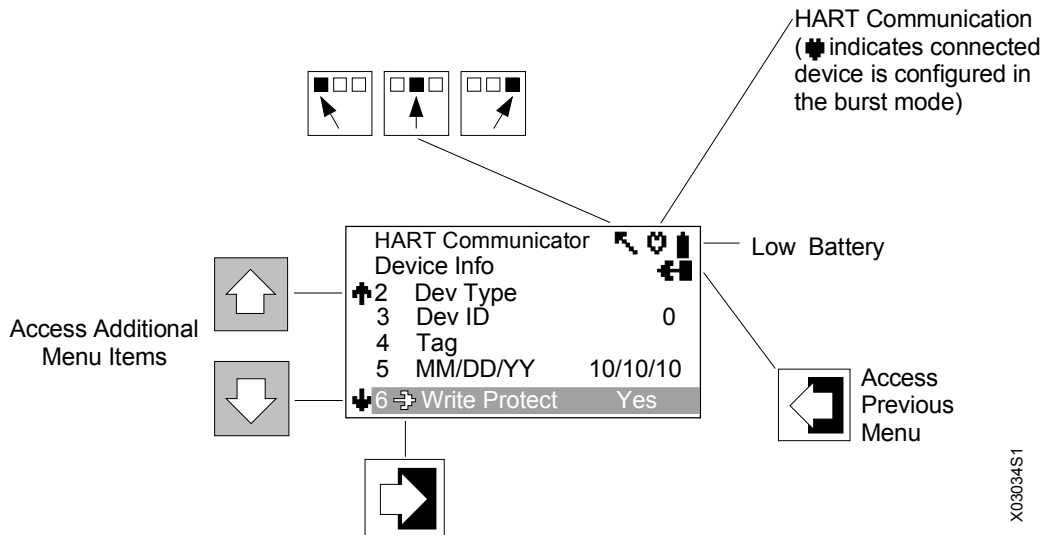 HART Communication
( indicates connected
device is configured in
the burst mode)
HART Communicator
Device Info
2 Dev Type
3 Dev ID 0
4 Tag
5 MM/DD/YY 10/10/10
6 Write Protect Yes
Low Battery
Access Additional
Menu Items
Access
Previous
Menu
X03034S1